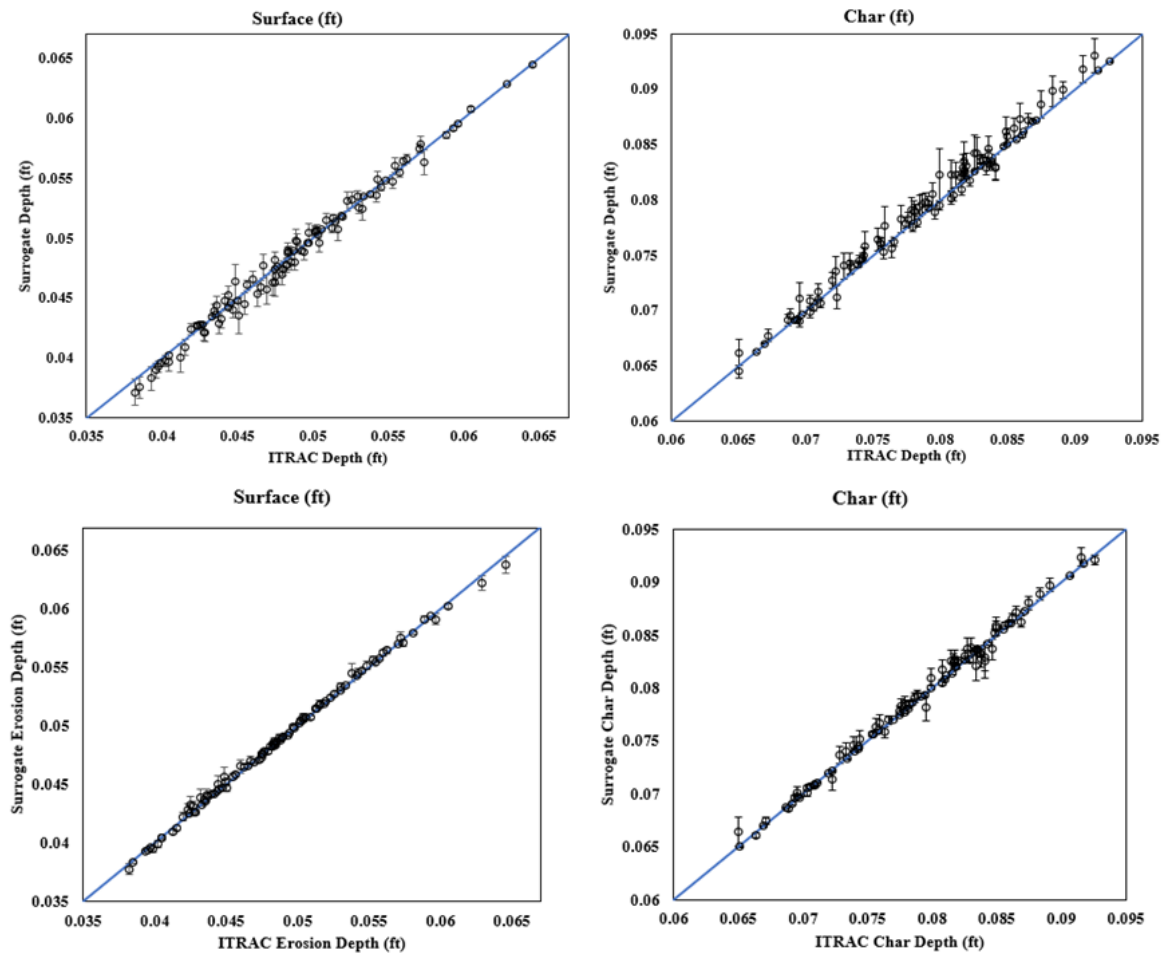 Surface (ft)
0.065
0.06
0.055
0.05
0.045
0.04
0.035
Surrogate Depth (ft)
0.035 0.04 0.045 0.05 0.055 0.06 0.065
ITRAC Depth (ft)
Char (ft)
0.095
0.09
0.085
0.08
0.075
0.07
0.065
0.06
Surrogate Depth (ft)
0.06 0.065 0.07 0.075 0.08 0.085 0.09 0.095
ITRAC Depth (ft)
Surface (ft)
0.065
0.06
0.055
0.05
0.045
0.04
0.035
Surrogate Erosion Depth (ft)
0.035 0.04 0.045 0.05 0.055 0.06 0.065
ITRAC Erosion Depth (ft)
Char (ft)
0.095
0.09
0.085
0.08
0.075
0.07
0.065
0.06
Surrogate Char Depth (ft)
0.06 0.065 0.07 0.075 0.08 0.085 0.09 0.095
ITRAC Char Depth (ft)